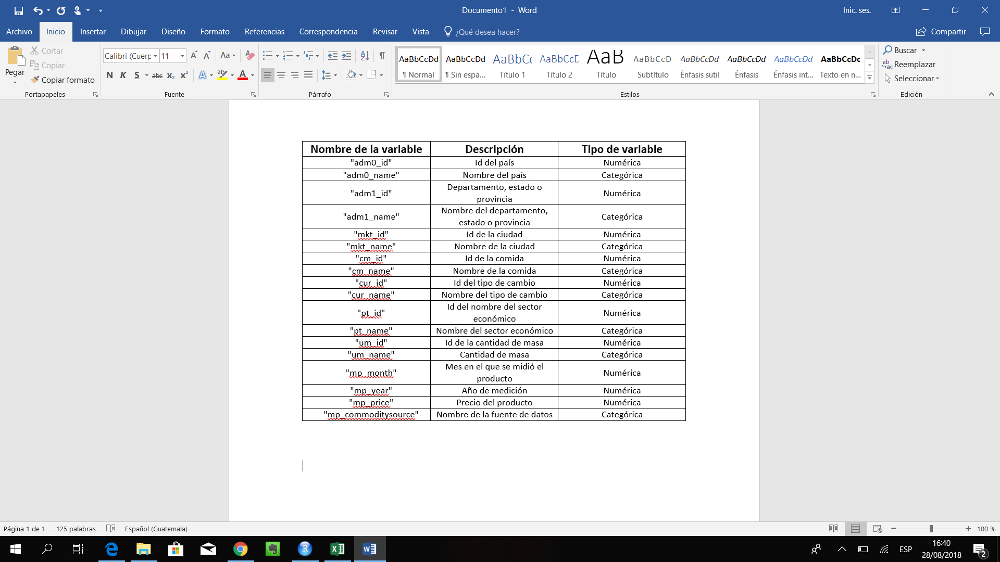 Documento1 - Word
Inic. ses.
Archivo Inicio Insertar Dibujar Diseño Formato Referencias Correspondencia Revisar Vista ¿Qué desea hacer? Compartir
Pegar
Cortar
Copiar
Copiar formato
Portapapeles
Calibri (Cuerp 11 Aa
N K S abc x₂ x² A ab A
Fuente
Párrafo
AaBbCcDd AaBbCcDd AaBbC( AaBbCcD AaB AaBbCcD AaBbCcDd AaBbCcDd AaBbCcDd AaBbCcDc
¶ Normal ¶ Sin espa... Título 1 Título 2 Título Subtítulo Énfasis sutil Énfasis Énfasis int... Texto en n...
Estilos
Buscar
Reemplazar
Seleccionar
Edición
Nombre de la variable Descripción Tipo de variable
"adm0_id" Id del país Numérica
"adm0_name" Nombre del país Categórica
"adm1_id" Departamento, estado o provincia Numérica
"adm1_name" Nombre del departamento, estado o provincia Categórica
"mkt_id" Id de la ciudad Numérica
"mkt_name" Nombre de la ciudad Categórica
"cm_id" Id de la comida Numérica
"cm_name" Nombre de la comida Categórica
"cur_id" Id del tipo de cambio Numérica
"cur_name" Nombre del tipo de cambio Categórica
"pt_id" Id del nombre del sector económico Numérica
"pt_name" Nombre del sector económico Categórica
"um_id" Id de la cantidad de masa Numérica
"um_name" Cantidad de masa Categórica
"mp_month" Mes en el que se midió el producto Numérica
"mp_year" Año de medición Numérica
"mp_price" Precio del producto Numérica
"mp_commoditysource" Nombre de la fuente de datos Categórica
Página 1 de 1 125 palabras Español (Guatemala) 100 %
ESP
16:40
28/08/2018
2